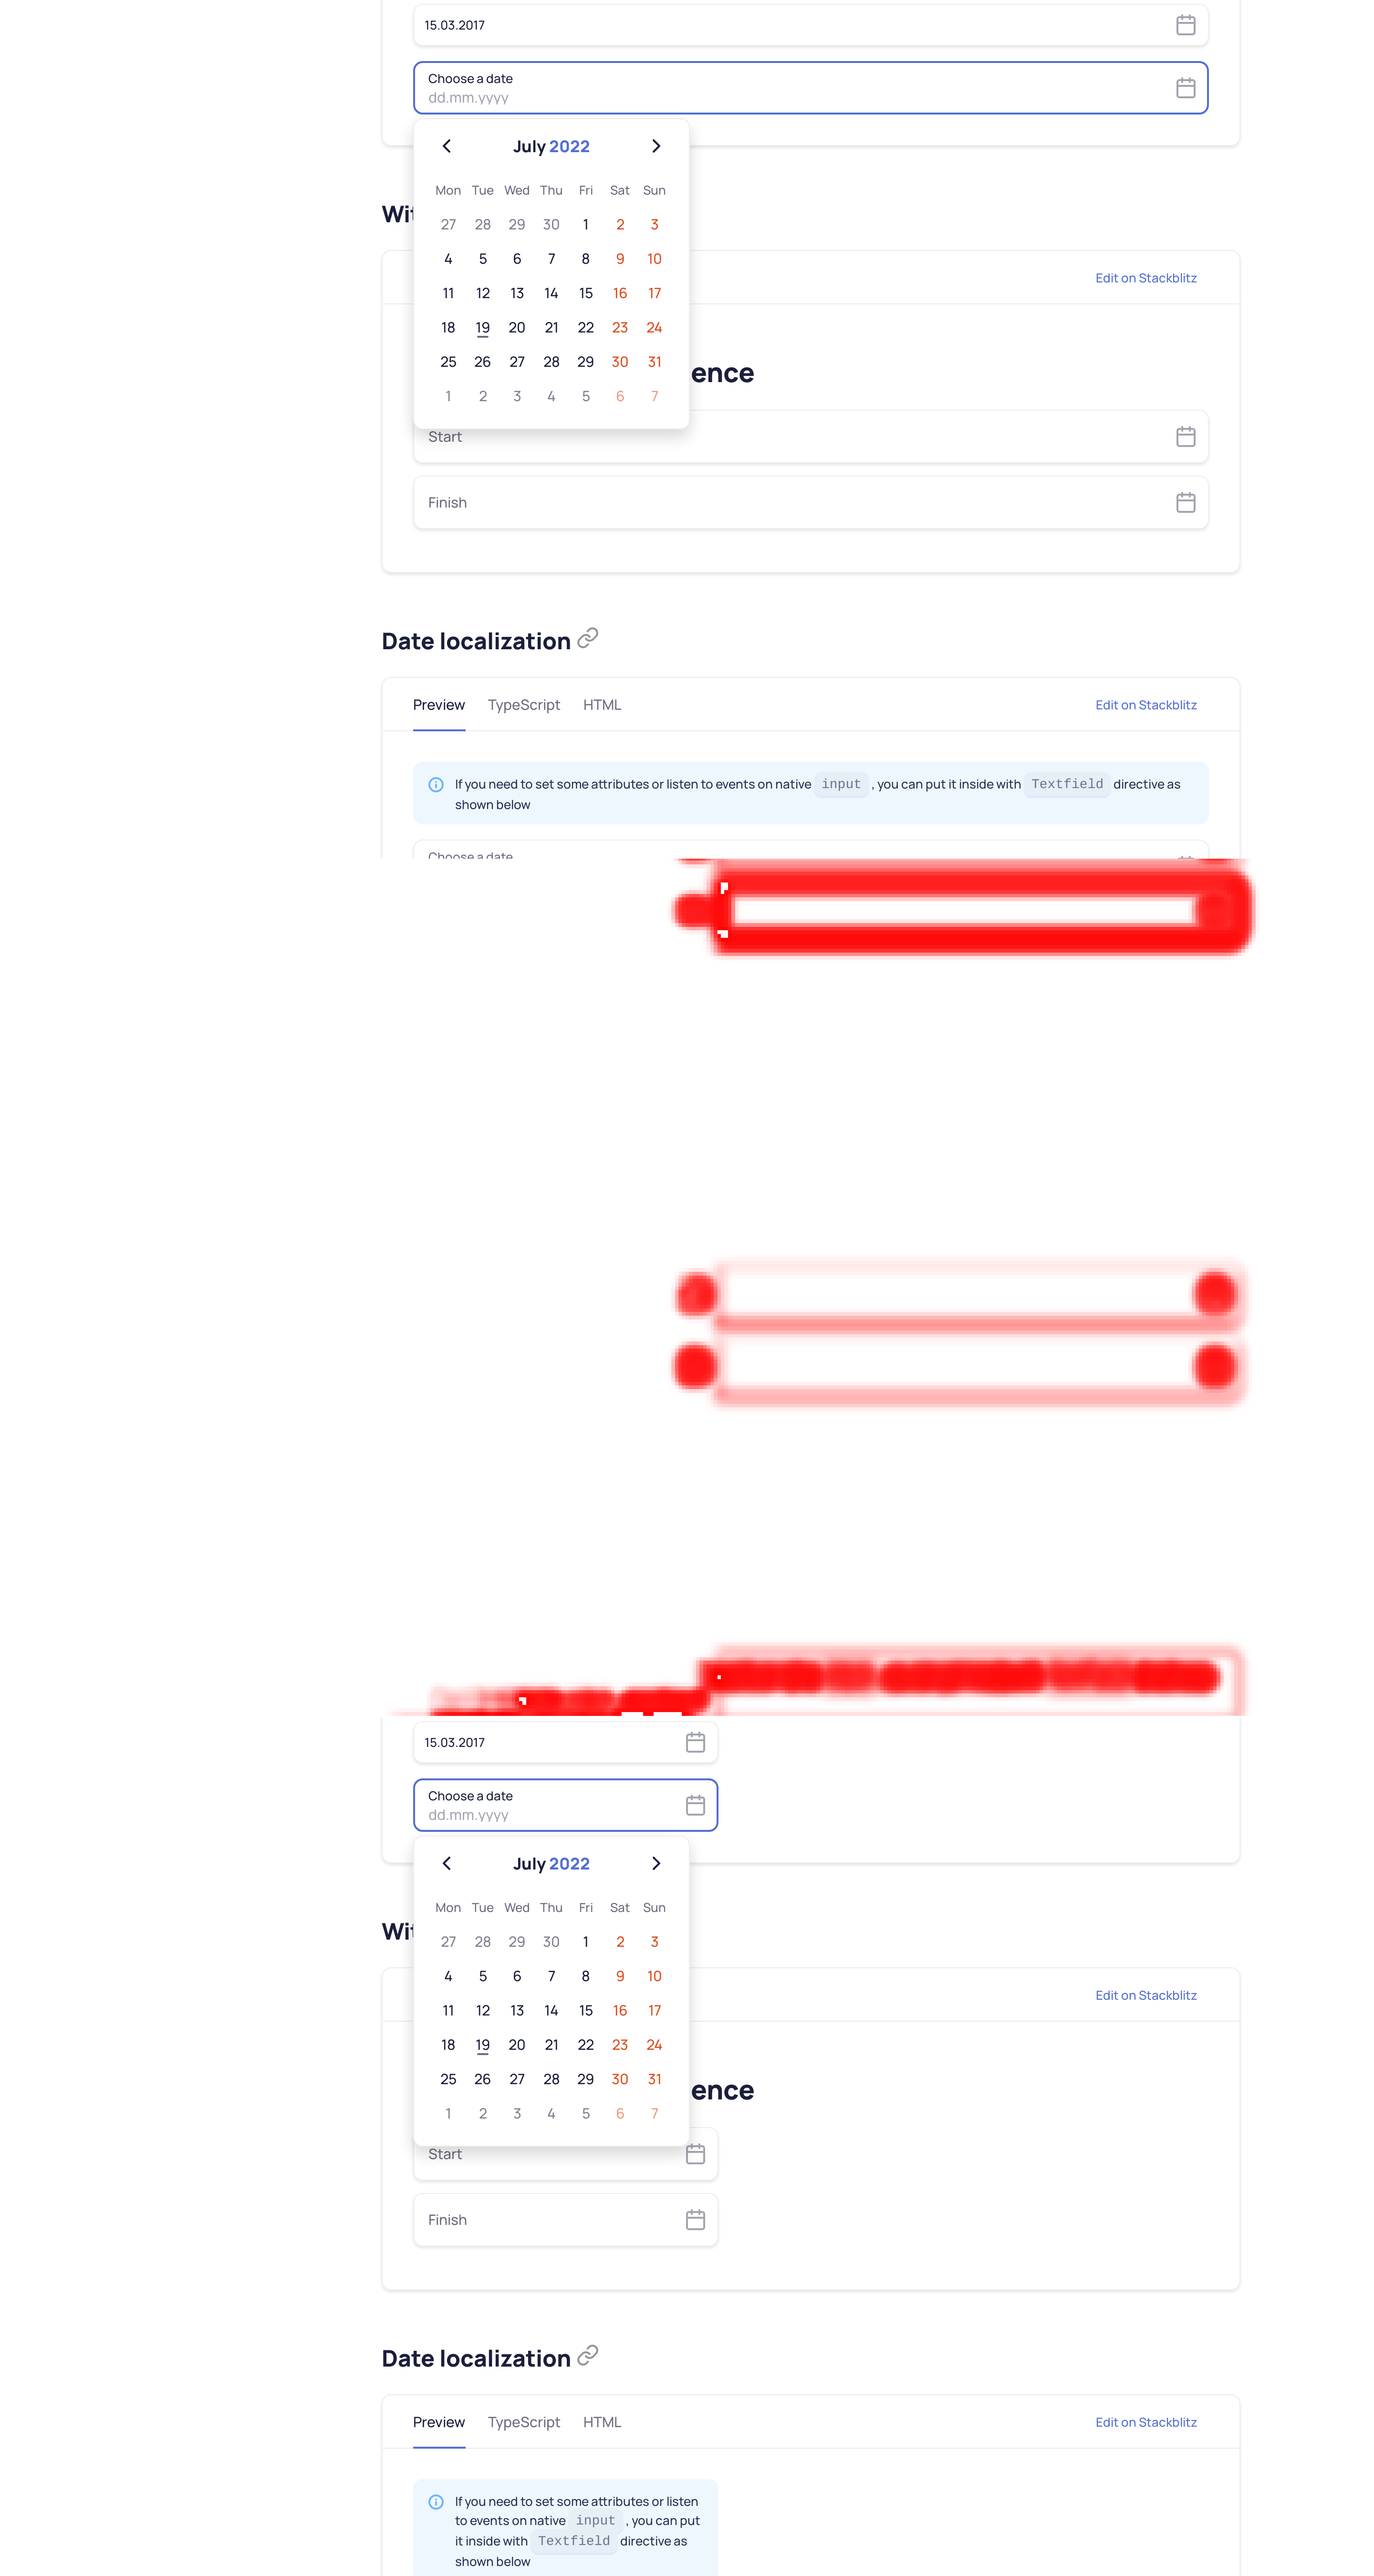 15.03.2017
Choose a date
dd.mm.yyyy
July 2022
Mon Tue Wed Thu Fri Sat Sun
27 28 29 30 1 2 3
4 5 6 7 8 9 10
11 12 13 14 15 16 17
18 19 20 21 22 23 24
25 26 27 28 29 30 31
1 2 3 4 5 6 7
Wit
Edit on Stackblitz
ence
Start
Finish
Date localization
Preview TypeScript HTML Edit on Stackblitz
If you need to set some attributes or listen to events on native input , you can put it inside with Textfield directive as
shown below
Choose a date
15.03.2017
Choose a date
dd.mm.yyyy
July 2022
Mon Tue Wed Thu Fri Sat Sun
27 28 29 30 1 2 3
4 5 6 7 8 9 10
11 12 13 14 15 16 17
18 19 20 21 22 23 24
25 26 27 28 29 30 31
1 2 3 4 5 6 7
Wit
Edit on Stackblitz
ence
Start
Finish
Date localization
Preview TypeScript HTML Edit on Stackblitz
If you need to set some attributes or listen
to events on native input , you can put
it inside with Textfield directive as
shown below